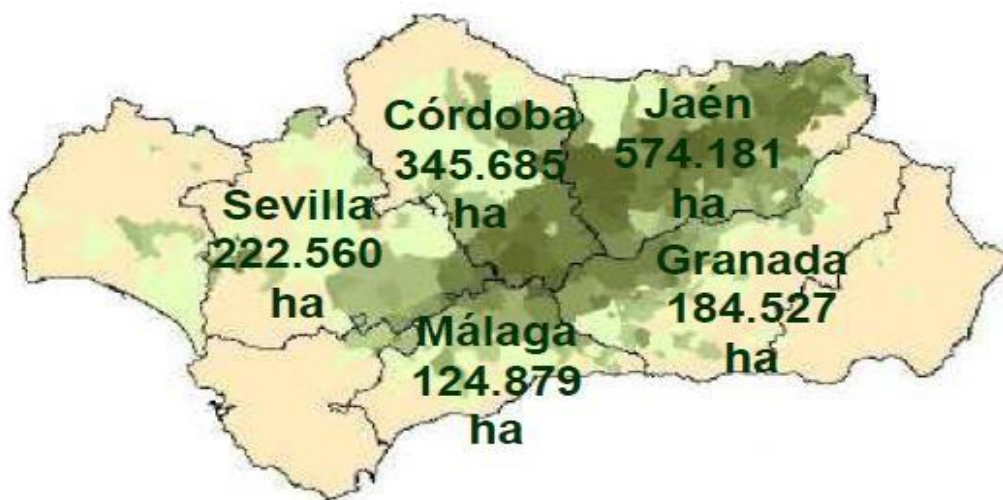 Córdoba
345.685
ha
Jaén
574.181
ha
Sevilla
222.560
ha
Granada
184.527
ha
Málaga
124.879
ha